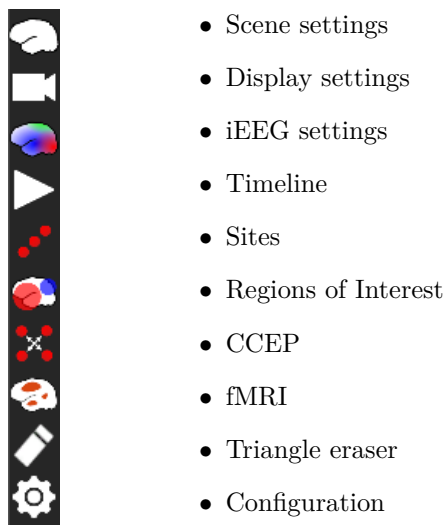 • Scene settings
• Display settings
• iEEG settings
• Timeline
• Sites
• Regions of Interest
• CCEP
• fMRI
• Triangle eraser
• Configuration